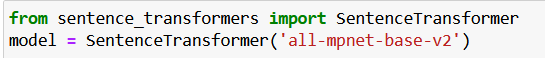 from sentence_transformers import SentenceTransformer
model = SentenceTransformer('all-mpnet-base-v2')